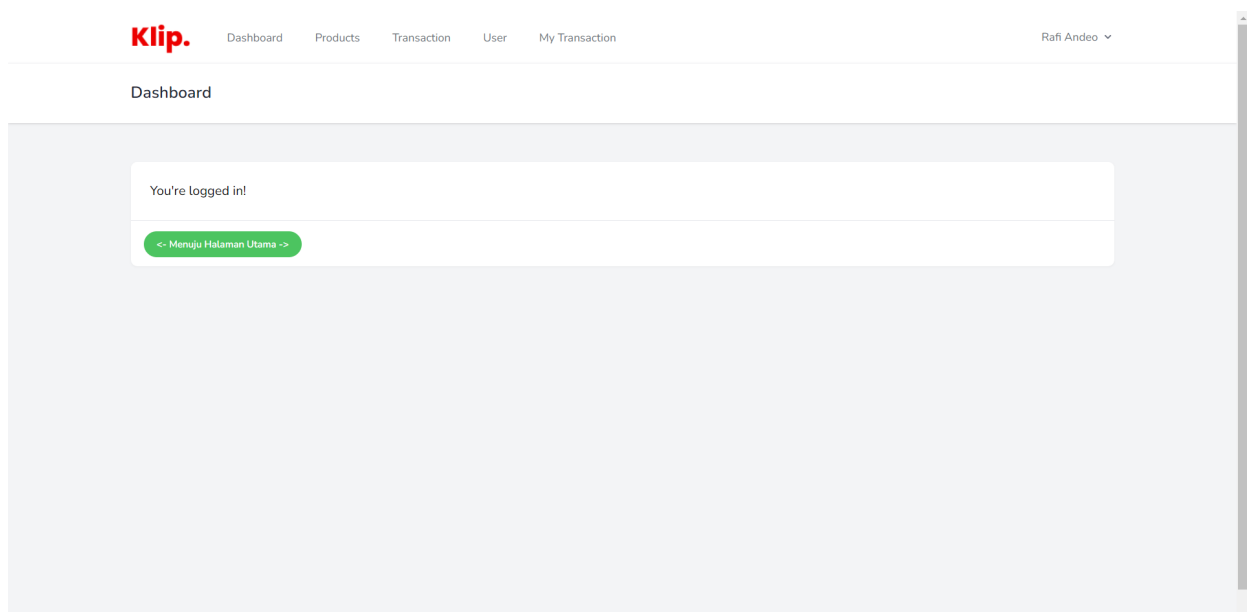 Klip. Dashboard Products Transaction User My Transaction Rafi Andeo
Dashboard
You're logged in!
<- Menuju Halaman Utama ->